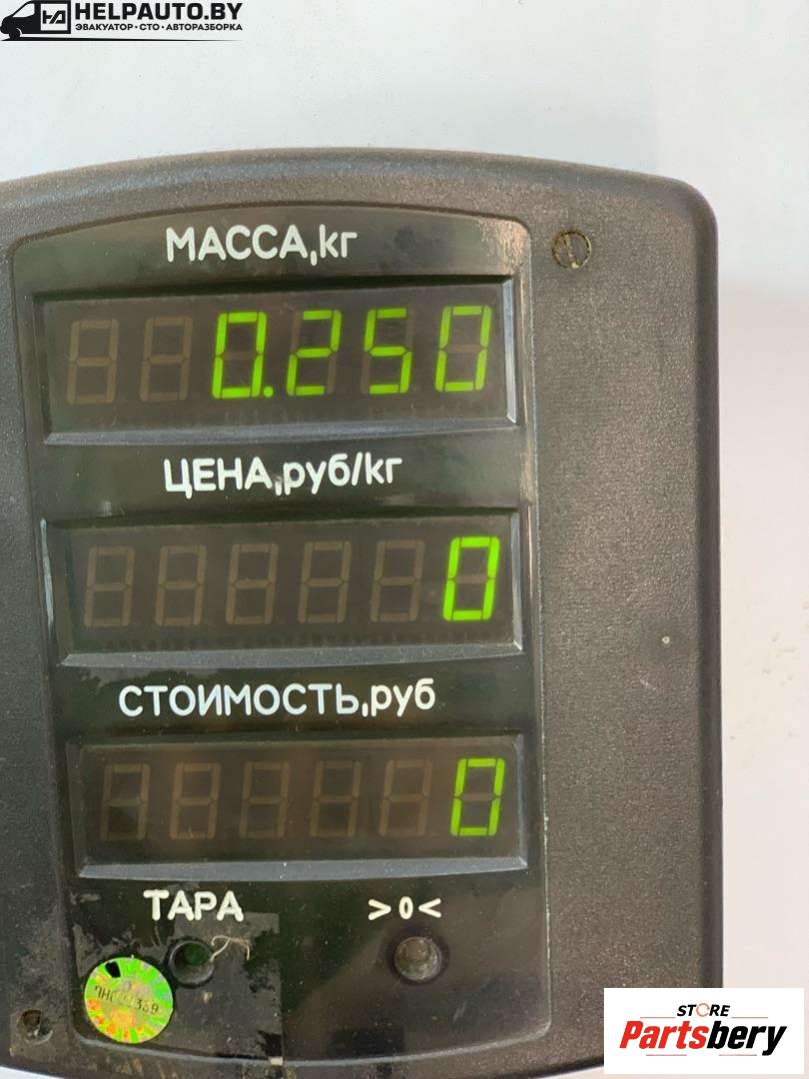 HELPAUTO.BY
ЭВАКУАТОР • СТО • АВТОРАЗБОРКА
МАССА,кг
0.250
ЦЕНА,руб/кг
0
СТОИМОСТЬ,руб
0
ТАРА >0<
STORE
Partsbery